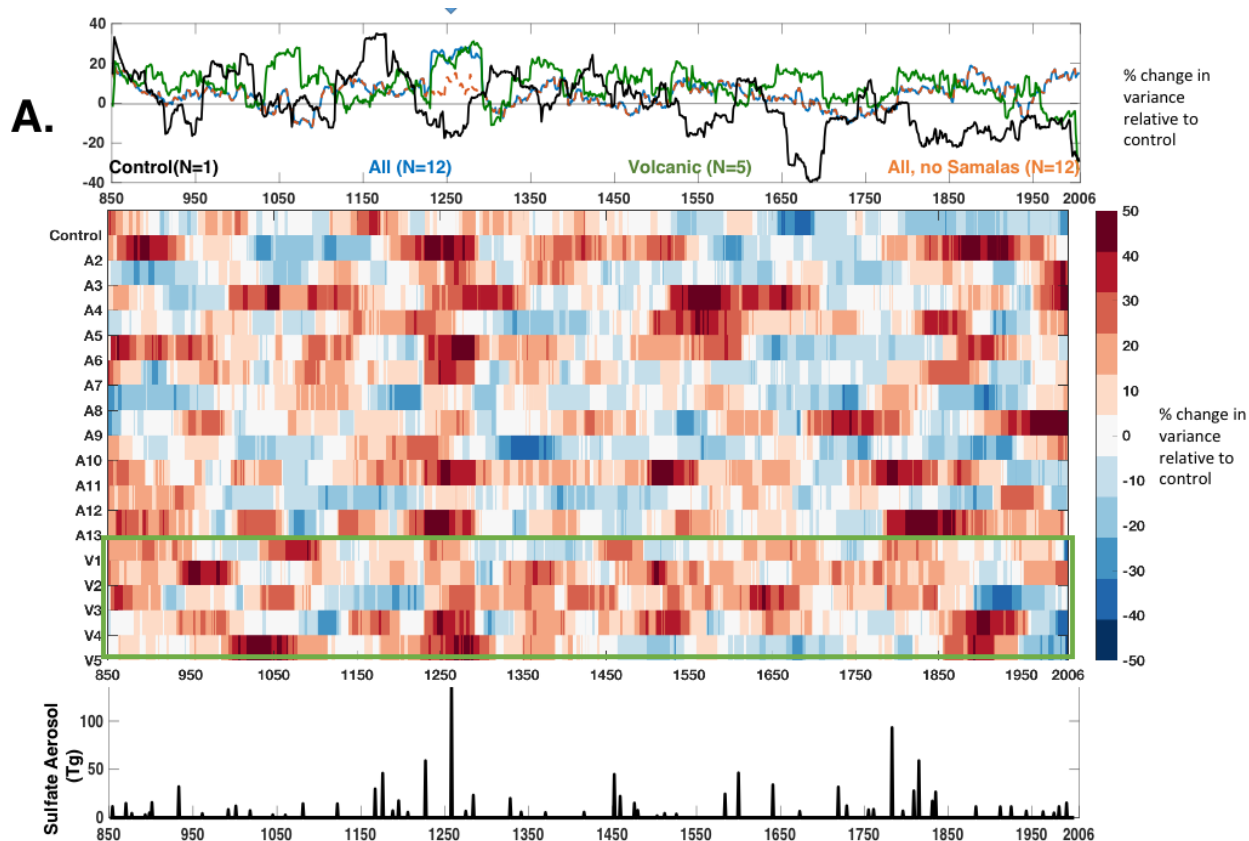 A.
40
20
0
-20
-40
Control(N=1) All (N=12) Volcanic (N=5) All, no Samalas (N=12)
850 950 1050 1150 1250 1350 1450 1550 1650 1750 1850 1950 2006
% change in
variance
relative to
control
Control
A2
A3
A4
A5
A6
A7
A8
A9
A10
A11
A12
A13
V1
V2
V3
V4
V5
850 950 1050 1150 1250 1350 1450 1550 1650 1750 1850 1950 2006
50
40
30
20
10
0
-10
-20
-30
-40
-50
% change in
variance
relative to
control
Sulfate Aerosol
(Tg)
100
50
0
850 950 1050 1150 1250 1350 1450 1550 1650 1750 1850 1950 2006